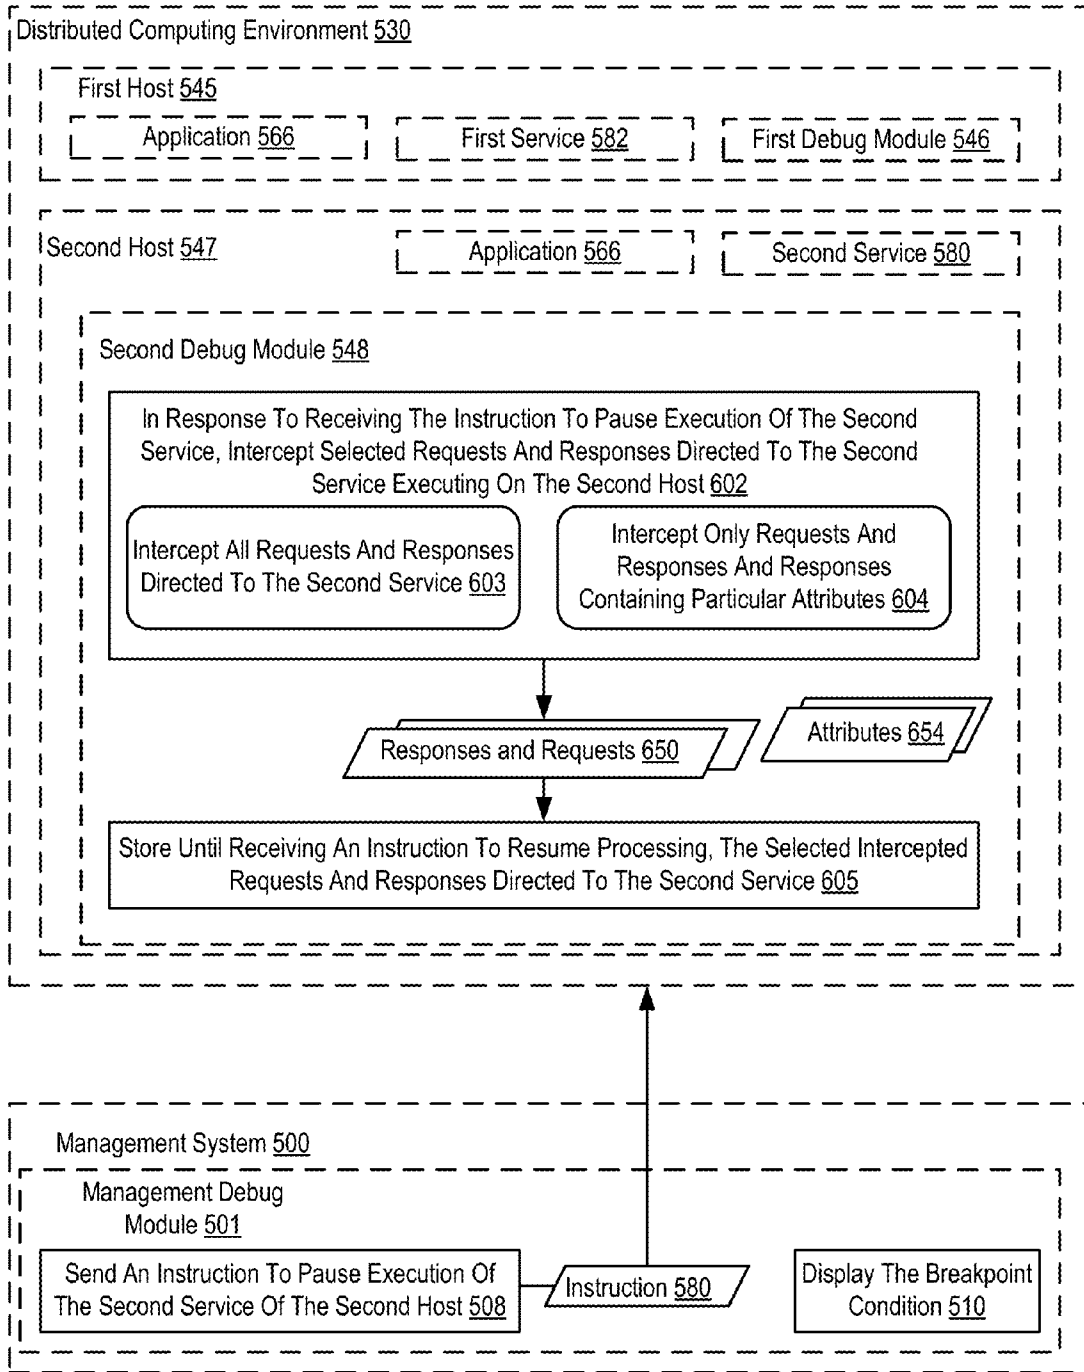 Distributed Computing Environment 530
First Host 545
Application 566
First Service 582
First Debug Module 546
Second Host 547
Application 566
Second Service 580
Second Debug Module 548
In Response To Receiving The Instruction To Pause Execution Of The Second
Service, Intercept Selected Requests And Responses Directed To The Second
Service Executing On The Second Host 602
Intercept All Requests And Responses
Directed To The Second Service 603
Intercept Only Requests And
Responses And Responses
Containing Particular Attributes 604
Responses and Requests 650
Attributes 654
Store Until Receiving An Instruction To Resume Processing, The Selected Intercepted
Requests And Responses Directed To The Second Service 605
Management System 500
Management Debug
Module 501
Send An Instruction To Pause Execution Of
The Second Service Of The Second Host 508
Instruction 580
Display The Breakpoint
Condition 510